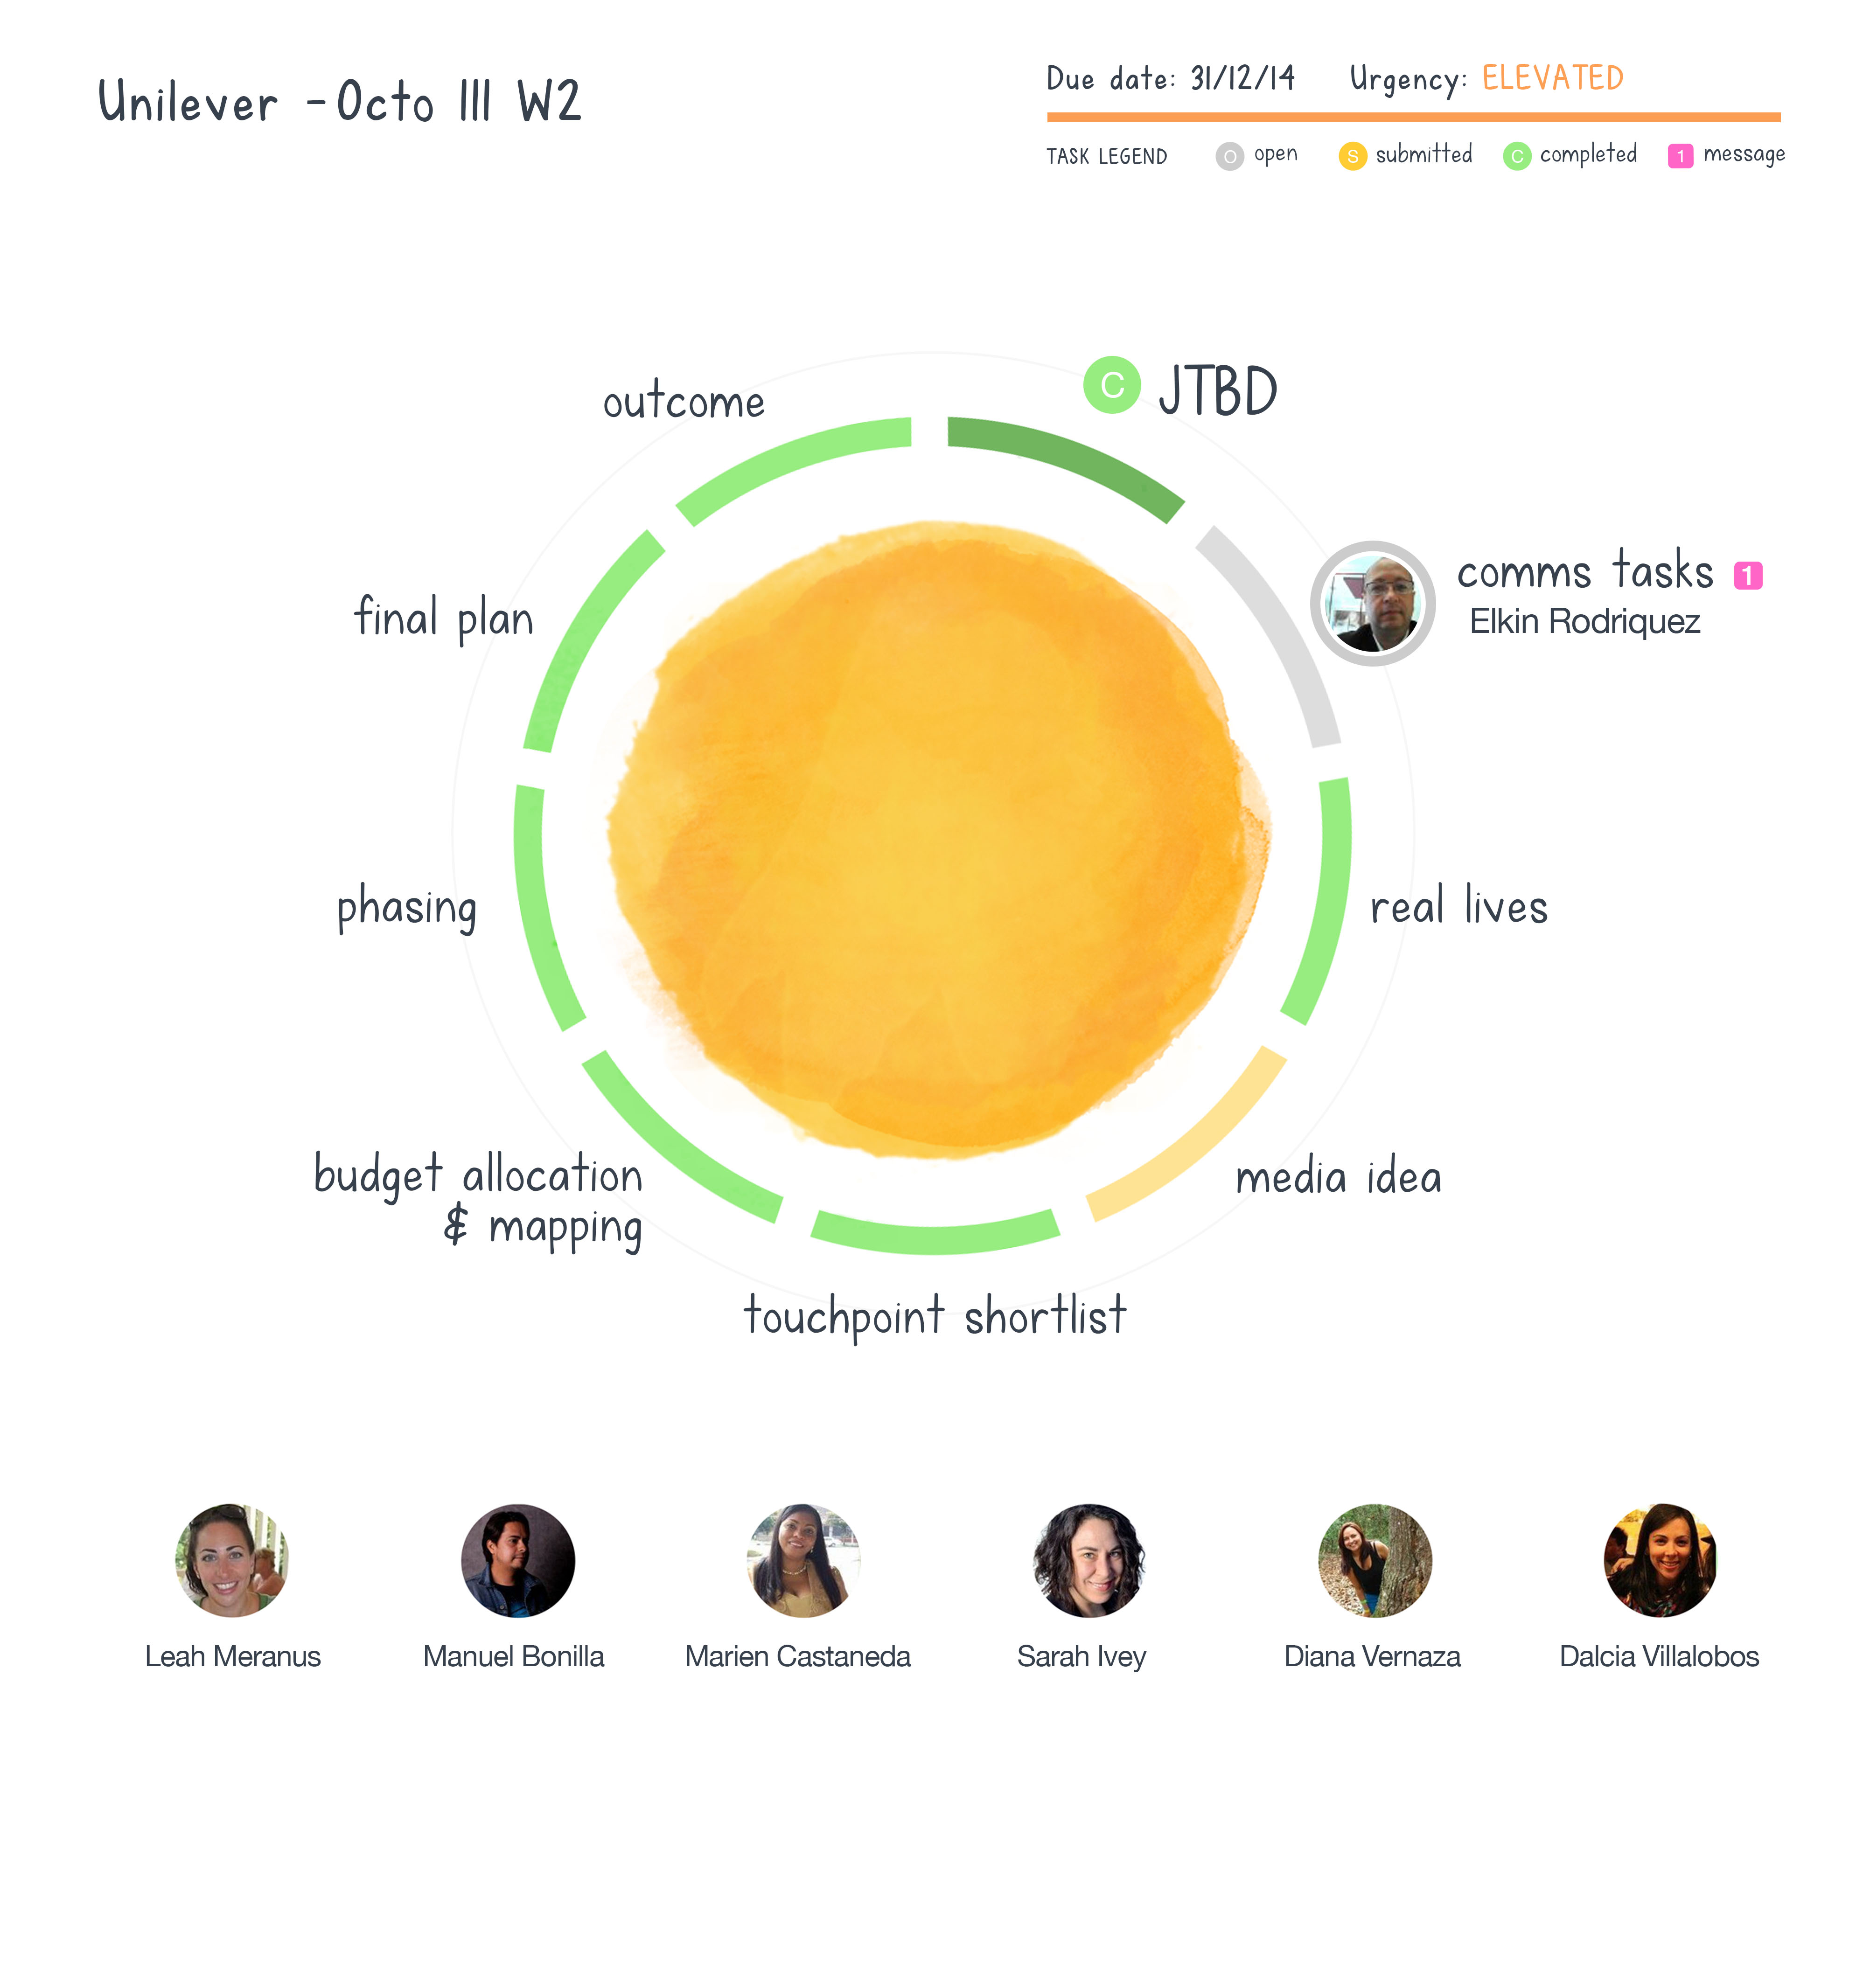 Unilever - Octo III W2
Due date: 31/12/14 Urgency: ELEVATED
TASK LEGEND O open S submitted C completed 1 message
outcome
C JTBD
comms tasks 1
Elkin Rodriquez
final plan
phasing
real lives
budget allocation
& mapping
media idea
touchpoint shortlist
Leah Meranus
Manuel Bonilla
Marien Castaneda
Sarah Ivey
Diana Vernaza
Dalcia Villalobos